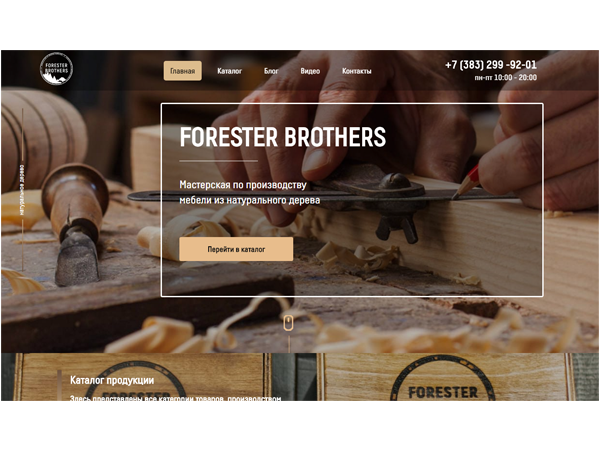 FORESTER
BROTHERS
Главная
Каталог
Блог
Видео
Контакты
+7 (383) 299 -92-01
пн-пт 10:00 - 20:00
натуральное дерево
FORESTER BROTHERS
Мастерская по производству
мебели из натурального дерева
Перейти в каталог
Каталог продукции
Здесь представлены все категории товаров, производством
FORESTER
FORESTER